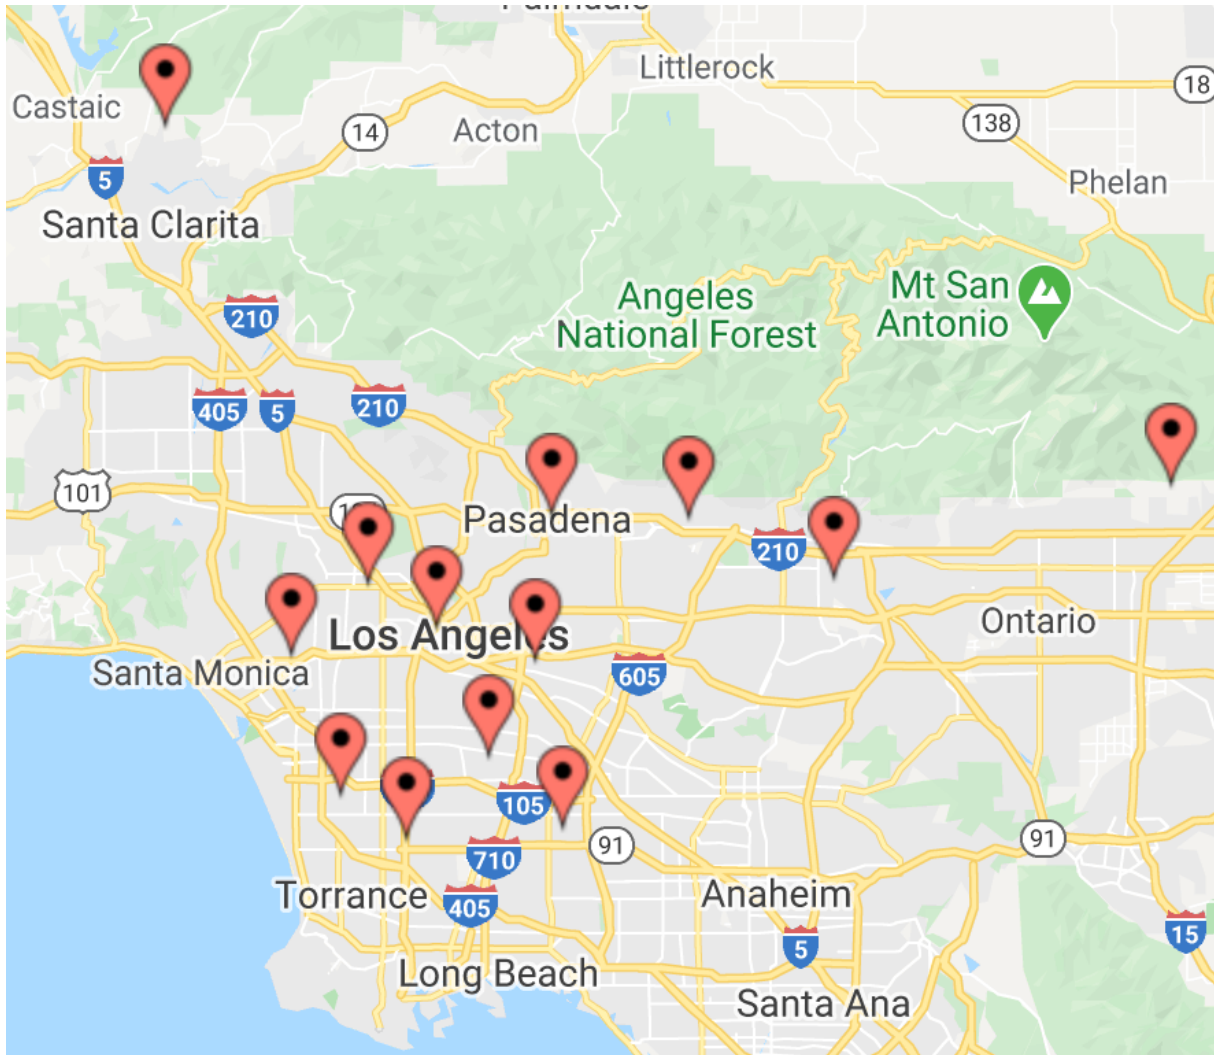 Littlerock
18
Castaic
14
Acton
138
5
Phelan
Santa Clarita
210
Angeles
National Forest
Mt San
Antonio
405
5
210
101
Pasadena
210
Los Angeles
Ontario
Santa Monica
605
105
91
91
710
Torrance
405
Anaheim
5
15
Long Beach
Santa Ana